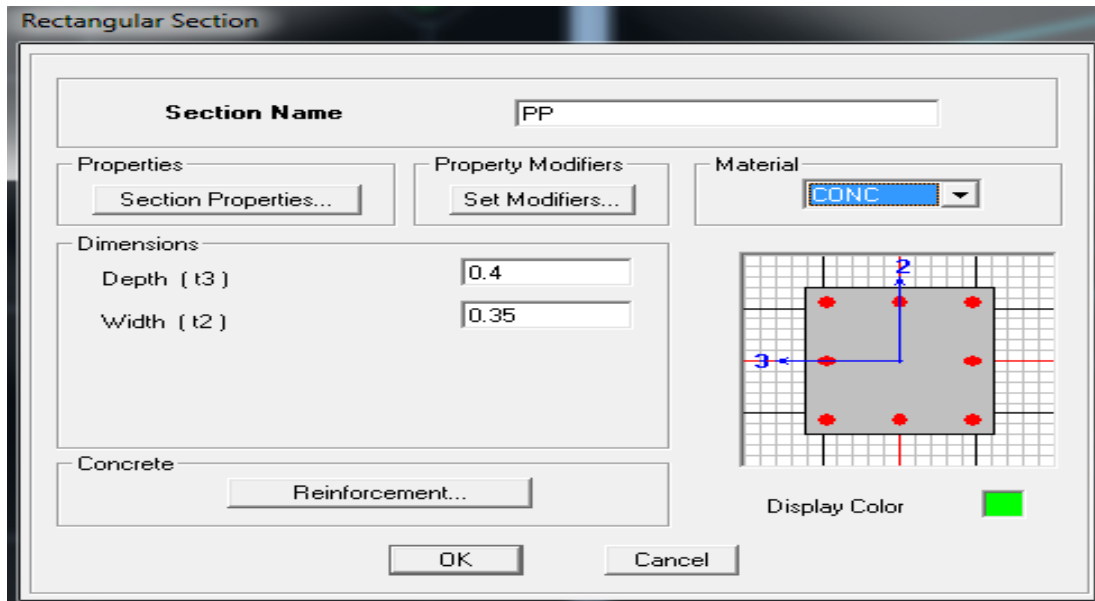 Rectangular Section
Section Name PP
Properties Property Modifiers Material
Section Properties... Set Modifiers... CONC
Dimensions
Depth ( t3 ) 0.4
Width ( t2 ) 0.35
2
3
Concrete
Reinforcement...
Display Color
OK Cancel